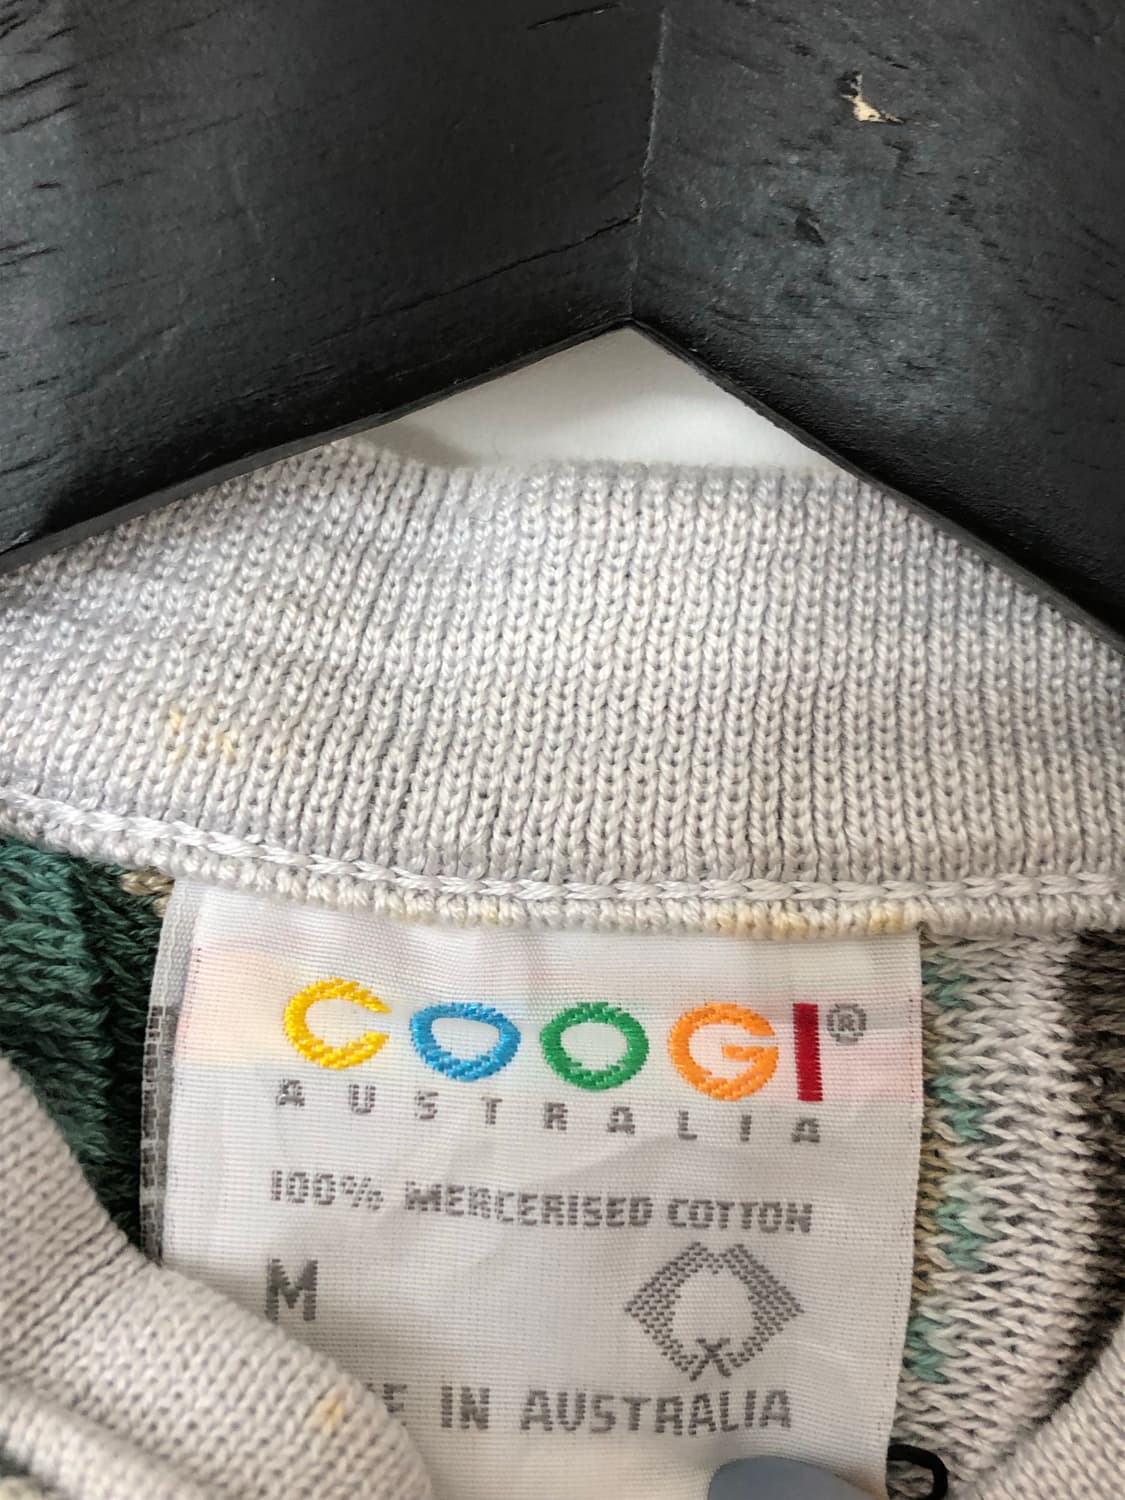 COOGI®
AUSTRALIA
100% MERCERISED COTTON
M
E IN AUSTRALIA